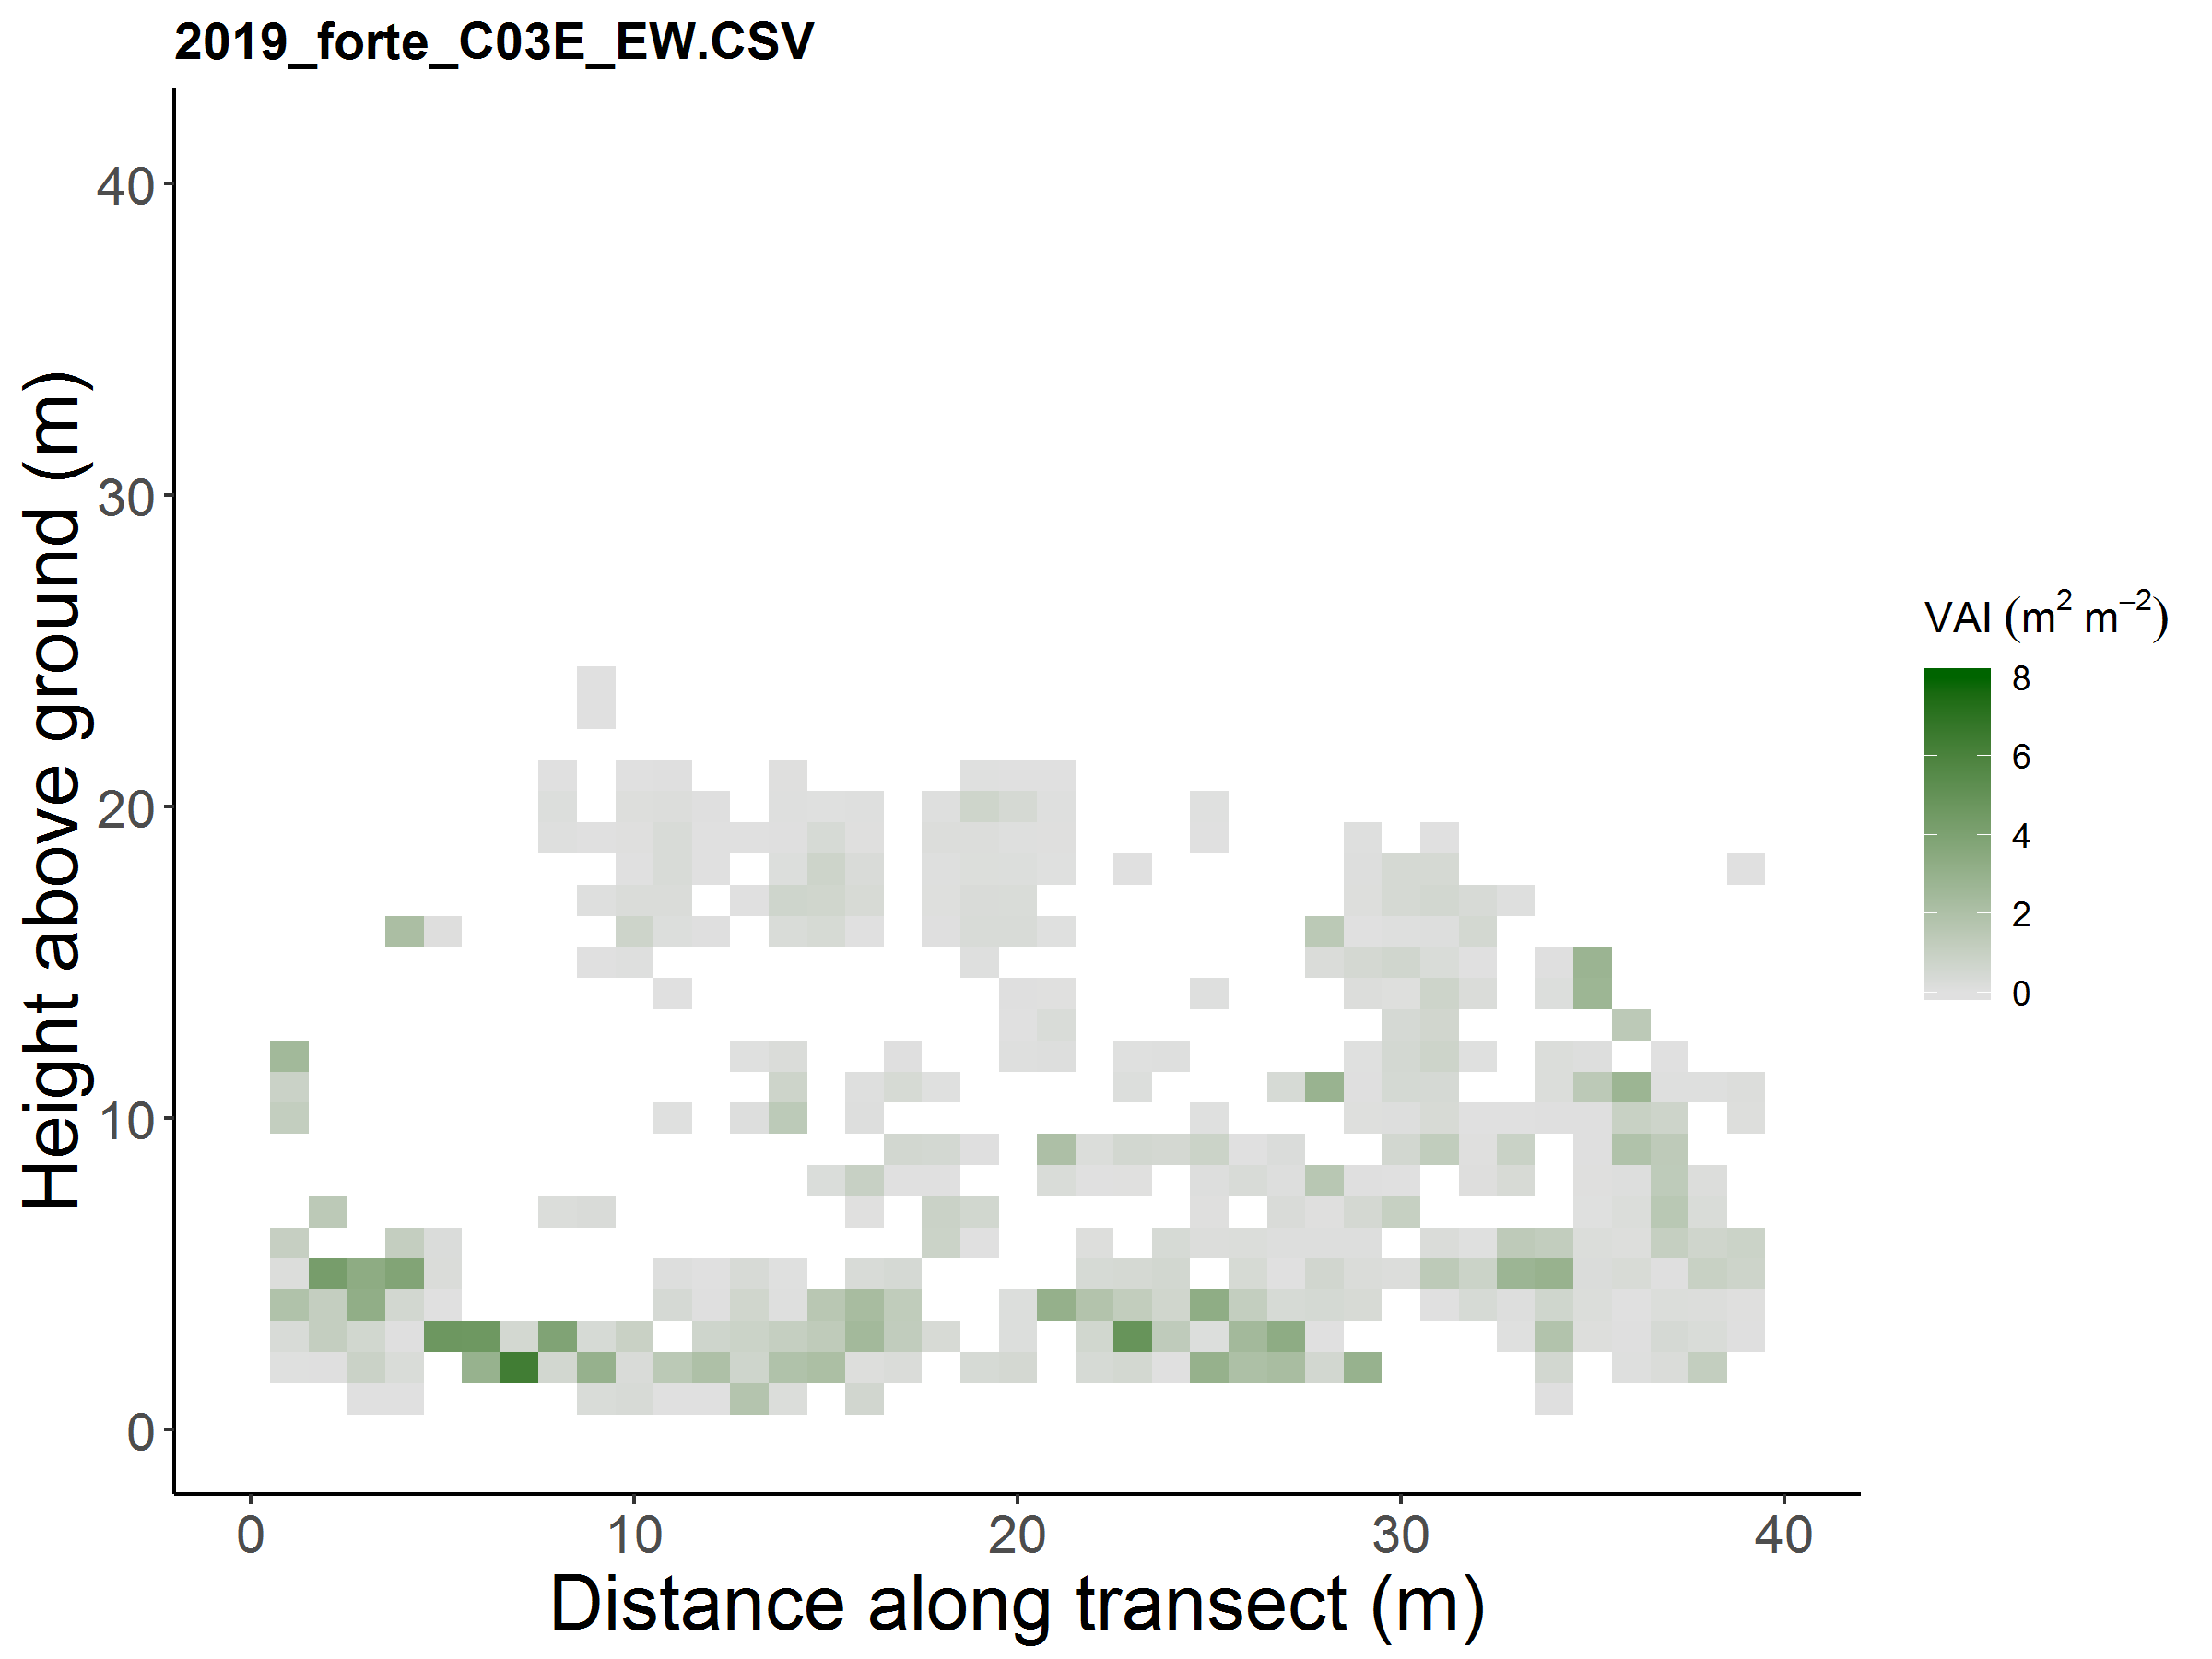 2019_forte_C03E_EW.CSV
Height above ground (m)
40
30
20
10
0
0 10 20 30 40
Distance along transect (m)
VAI (m² m⁻²)
8
6
4
2
0